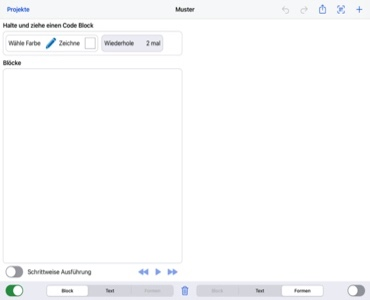 Projekte
Muster
Halte und ziehe einen Code Block
Wähle Farbe Zeichne Wiederhole 2 mal
Blöcke
Schrittweise Ausführung
Block Text Formen Block Text Formen